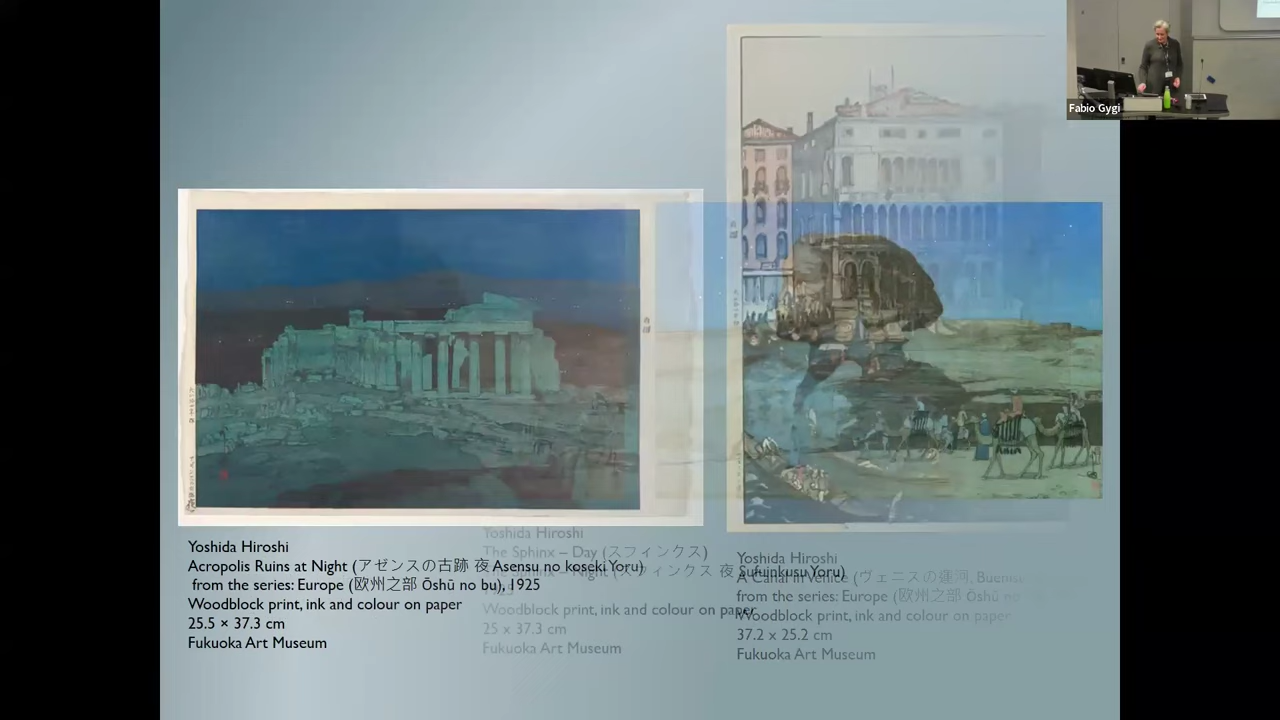 Fabio Gygi
Yoshida Hiroshi
Acropolis Ruins at Night (アゼンスの古跡 夜 Asensu no koseki Yoru)
from the series: Europe (欧州之部 Ōshū no bu), 1925
Woodblock print, ink and colour on paper
25.5 × 37.3 cm
Fukuoka Art Museum
Yoshida Hiroshi
The Sphinx – Day (スフィンクス)
The Sphinx – Night (スフィンクス 夜 Sufuinkusu Yoru)
1925
Woodblock print, ink and colour on paper
25 x 37.3 cm
Fukuoka Art Museum
Yoshida Hiroshi
A Canal in Venice (ヴェニスの運河,
from the series: Europe (欧州之部 Ōshū no
Woodblock print, ink and colour on paper
37.2 x 25.2 cm
Fukuoka Art Museum